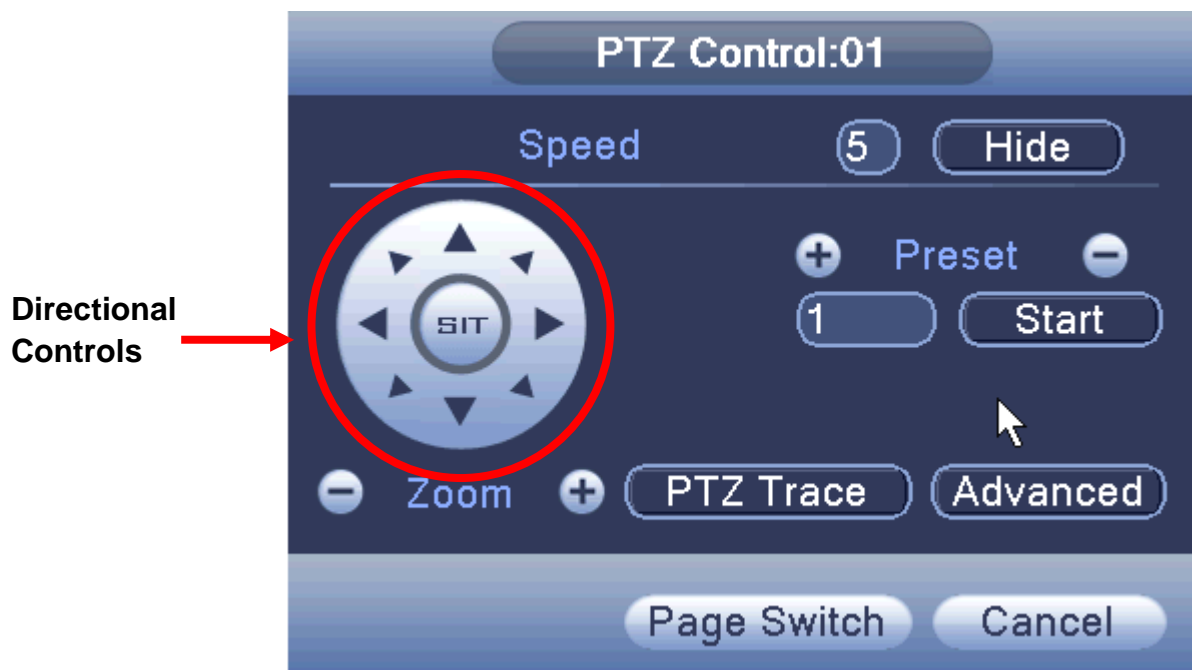 PTZ Control:01
Speed 5 Hide
Preset
1 Start
Directional
Controls
SIT
Zoom PTZ Trace Advanced
Page Switch Cancel